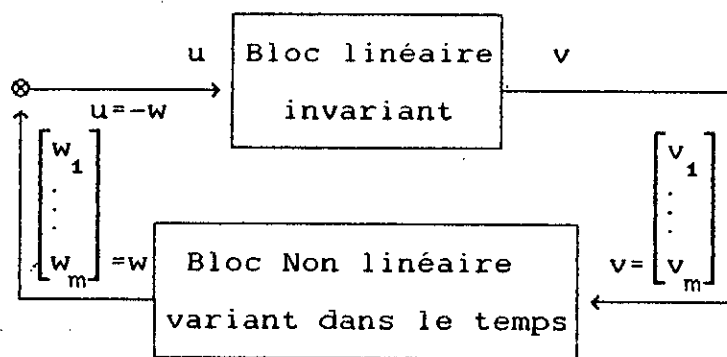 u Bloc linéaire v
u=-w invariant
w1
.
.
.
wm =w
v= v1
.
.
.
vm
Bloc Non linéaire
variant dans le temps